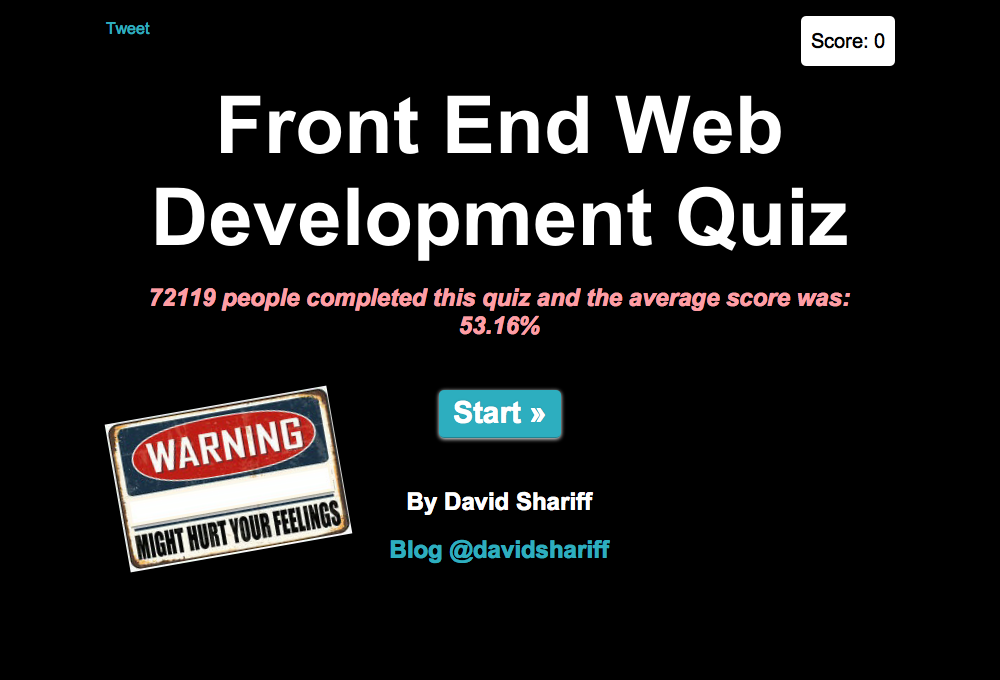 Tweet
Score: 0
Front End Web
Development Quiz
72119 people completed this quiz and the average score was:
53.16%
Start »
WARNING
MIGHT HURT YOUR FEELINGS
By David Shariff
Blog @davidshariff